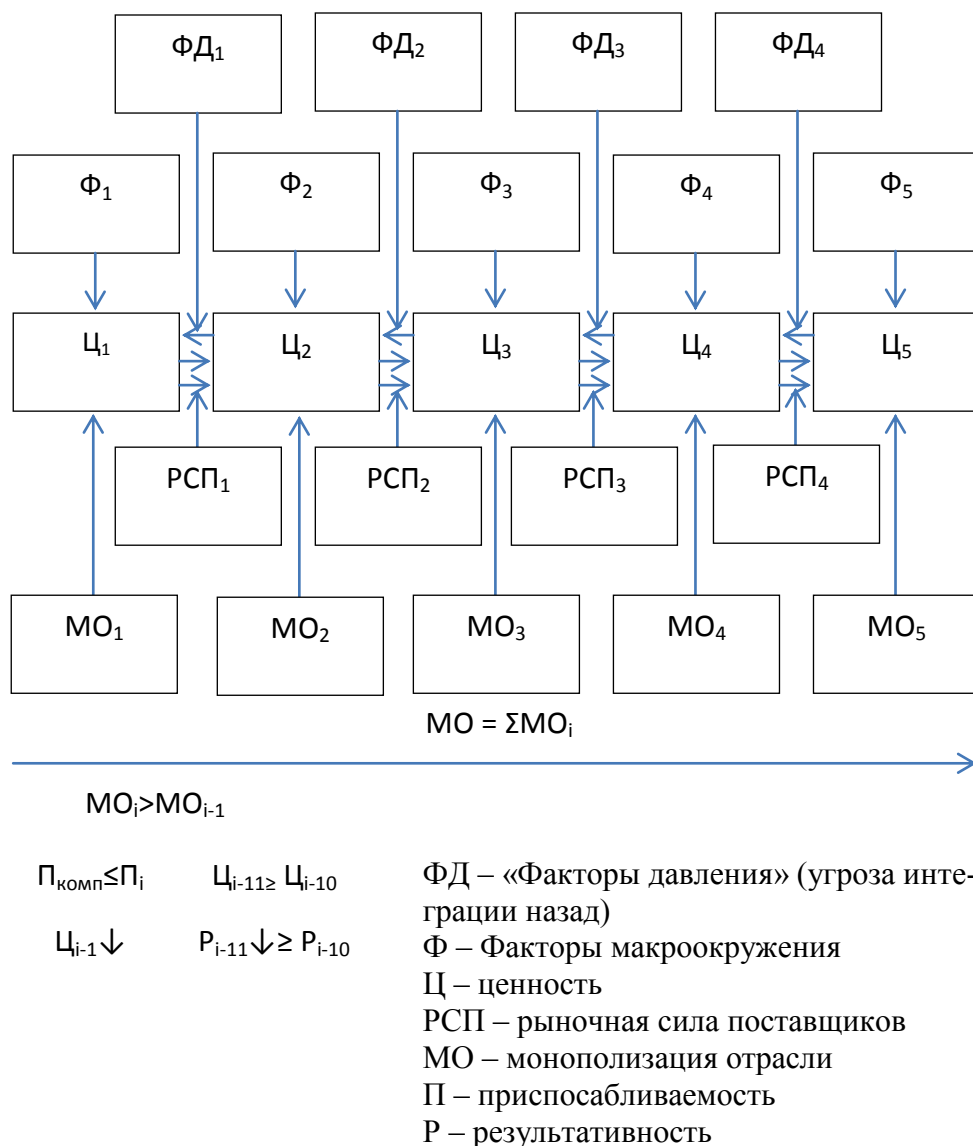 ФД₁ ФД₂ ФД₃ ФД₄
Ф₁ Ф₂ Ф₃ Ф₄ Ф₅
Ц₁ Ц₂ Ц₃ Ц₄ Ц₅
РСП₁ РСП₂ РСП₃ РСП₄
МО₁ МО₂ МО₃ МО₄ МО₅
МО = ΣМОᵢ
МОᵢ>МОᵢ₋₁
Пкомп≤Пᵢ Цᵢ₋₁₁≥ Цᵢ₋₁₀
Цᵢ₋₁↓ Рᵢ₋₁₁↓≥ Рᵢ₋₁₀
ФД – «Факторы давления» (угроза инте-
грации назад)
Ф – Факторы макроокружения
Ц – ценность
РСП – рыночная сила поставщиков
МО – монополизация отрасли
П – приспосабливаемость
Р – результативность